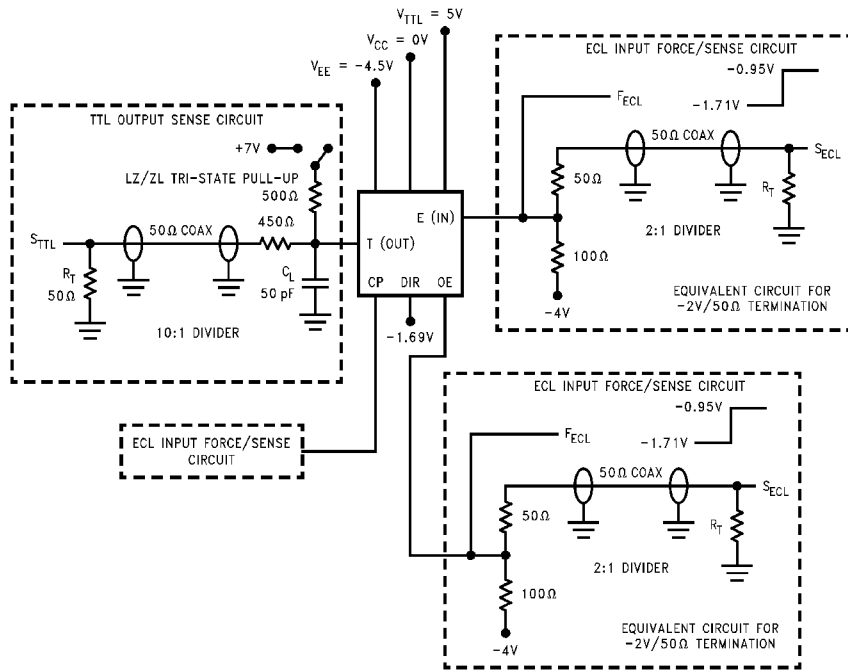 V_TTL = 5V
V_CC = 0V
V_EE = -4.5V
TTL OUTPUT SENSE CIRCUIT
+7V
LZ/ZL TRI-STATE PULL-UP
500Ω
450Ω
50Ω COAX
S_TTL
R_T
50Ω
C_L
50 pF
10:1 DIVIDER
E (IN)
T (OUT)
CP DIR OE
-1.69V
ECL INPUT FORCE/SENSE CIRCUIT
-0.95V
F_ECL
-1.71V
50Ω COAX
S_ECL
50Ω
R_T
2:1 DIVIDER
100Ω
-4V
EQUIVALENT CIRCUIT FOR
-2V/50Ω TERMINATION
ECL INPUT FORCE/SENSE
CIRCUIT
ECL INPUT FORCE/SENSE CIRCUIT
-0.95V
F_ECL
-1.71V
50Ω COAX
S_ECL
50Ω
R_T
2:1 DIVIDER
100Ω
-4V
EQUIVALENT CIRCUIT FOR
-2V/50Ω TERMINATION